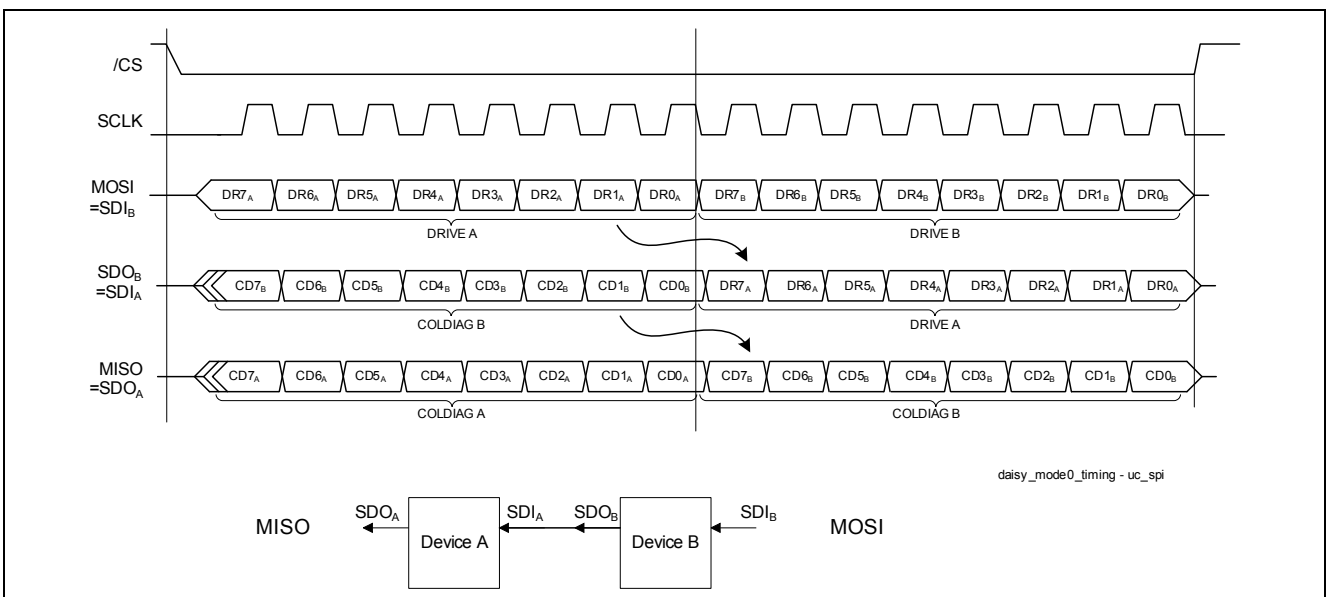 /CS
SCLK
MOSI =SDIB
DR7A DR6A DR5A DR4A DR3A DR2A DR1A DR0A DR7B DR6B DR5B DR4B DR3B DR2B DR1B DR0B
DRIVE A DRIVE B
SDOB =SDIA
CD7B CD6B CD5B CD4B CD3B CD2B CD1B CD0B DR7A DR6A DR5A DR4A DR3A DR2A DR1A DR0A
COLDIAG B DRIVE A
MISO =SDOA
CD7A CD6A CD5A CD4A CD3A CD2A CD1A CD0A CD7B CD6B CD5B CD4B CD3B CD2B CD1B CD0B
COLDIAG A COLDIAG B
daisy_mode0_timing - uc_spi
MISO SDOA SDIA SDOB SDIB MOSI
Device A Device B